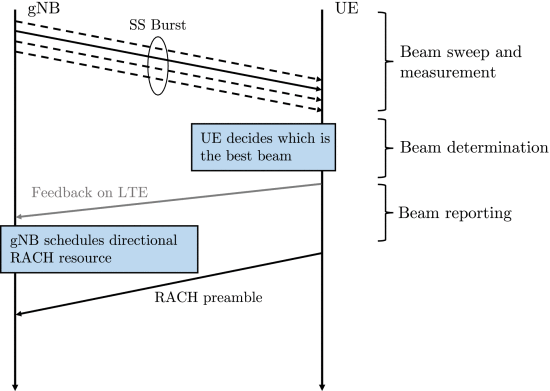 gNB
UE
SS Burst
Beam sweep and
measurement
UE decides which is
the best beam
Beam determination
Feedback on LTE
Beam reporting
gNB schedules directional
RACH resource
RACH preamble